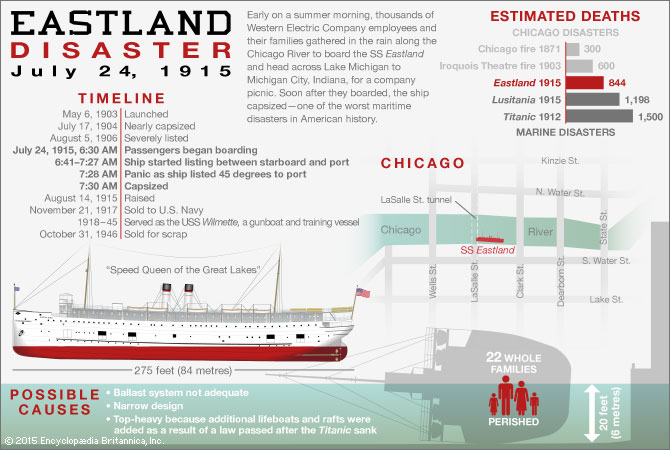 EASTLAND
DISASTER
July 24, 1915
Early on a summer morning, thousands of
Western Electric Company employees and
their families gathered in the rain along the
Chicago River to board the SS Eastland
and head across Lake Michigan to
Michigan City, Indiana, for a company
picnic. Soon after they boarded, the ship
capsized—one of the worst maritime
disasters in American history.
ESTIMATED DEATHS
CHICAGO DISASTERS
Chicago fire 1871 300
Iroquois Theatre fire 1903 600
Eastland 1915 844
Lusitania 1915 1,198
Titanic 1912 1,500
MARINE DISASTERS
TIMELINE
May 6, 1903 Launched
July 17, 1904 Nearly capsized
August 5, 1906 Severely listed
July 24, 1915, 6:30 AM Passengers began boarding
6:41–7:27 AM Ship started listing between starboard and port
7:28 AM Panic as ship listed 45 degrees to port
7:30 AM Capsized
August 14, 1915 Raised
November 21, 1917 Sold to U.S. Navy
1918–45 Served as the USS Wilmette, a gunboat and training vessel
October 31, 1946 Sold for scrap
CHICAGO
Kinzie St.
N. Water St.
LaSalle St. tunnel
Chicago
River
SS Eastland
State St.
S. Water St.
Wells St.
LaSalle St.
Clark St.
Dearborn St.
Lake St.
“Speed Queen of the Great Lakes”
275 feet (84 metres)
22 WHOLE
FAMILIES
PERISHED
20 feet
(6 metres)
POSSIBLE
CAUSES
• Ballast system not adequate
• Narrow design
• Top-heavy because additional lifeboats and rafts were
added as a result of a law passed after the Titanic sank
© 2015 Encyclopædia Britannica, Inc.